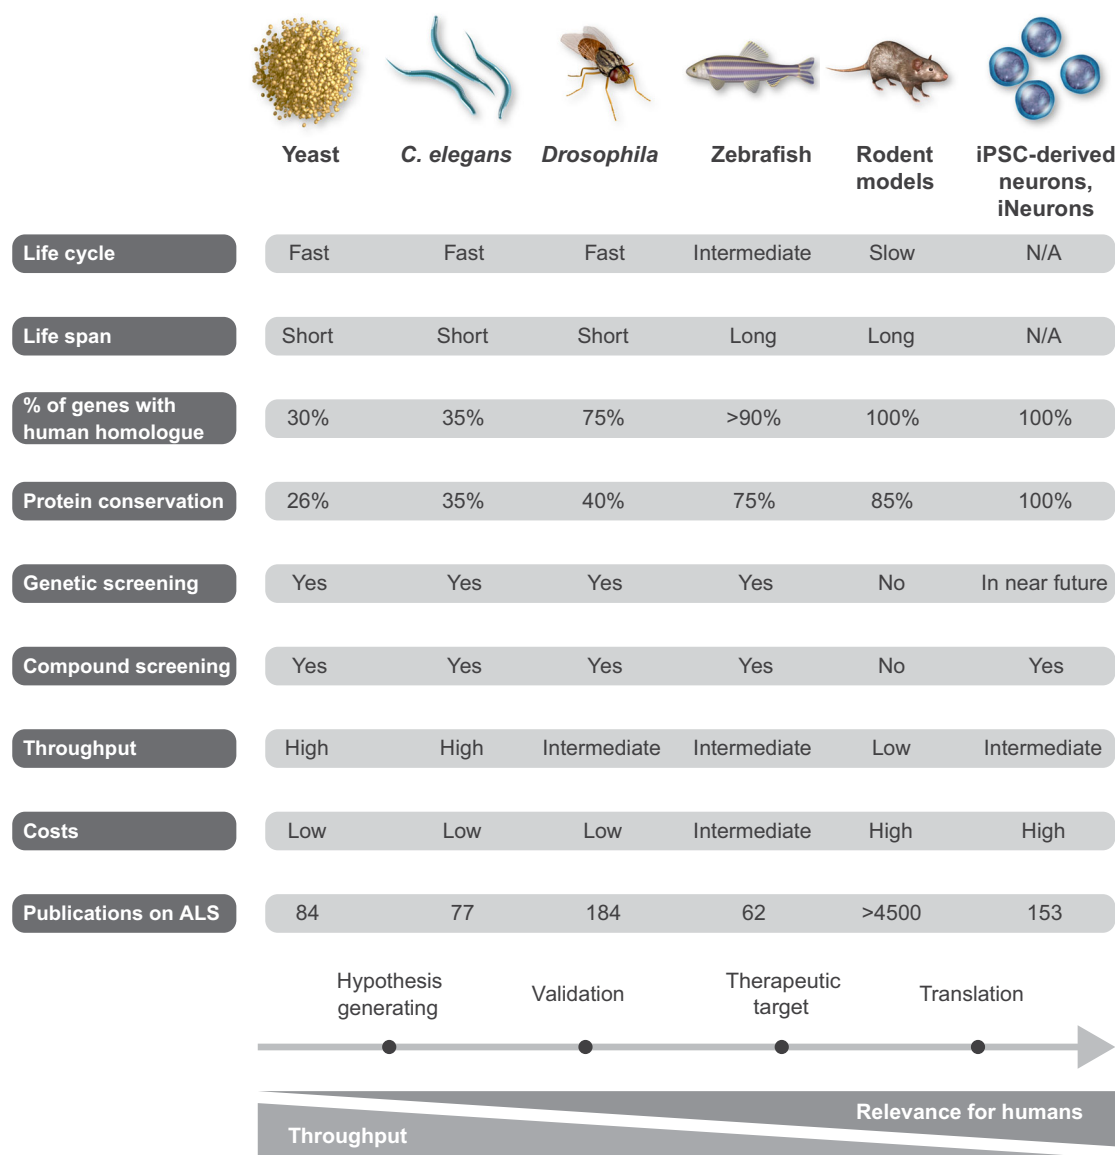 Yeast C. elegans Drosophila Zebrafish Rodent iPSC-derived
models neurons,
iNeurons
Life cycle Fast Fast Fast Intermediate Slow N/A
Life span Short Short Short Long Long N/A
% of genes with
human homologue 30% 35% 75% >90% 100% 100%
Protein conservation 26% 35% 40% 75% 85% 100%
Genetic screening Yes Yes Yes Yes No In near future
Compound screening Yes Yes Yes Yes No Yes
Throughput High High Intermediate Intermediate Low Intermediate
Costs Low Low Low Intermediate High High
Publications on ALS 84 77 184 62 >4500 153
Hypothesis
generating
Validation
Therapeutic
target
Translation
Relevance for humans
Throughput